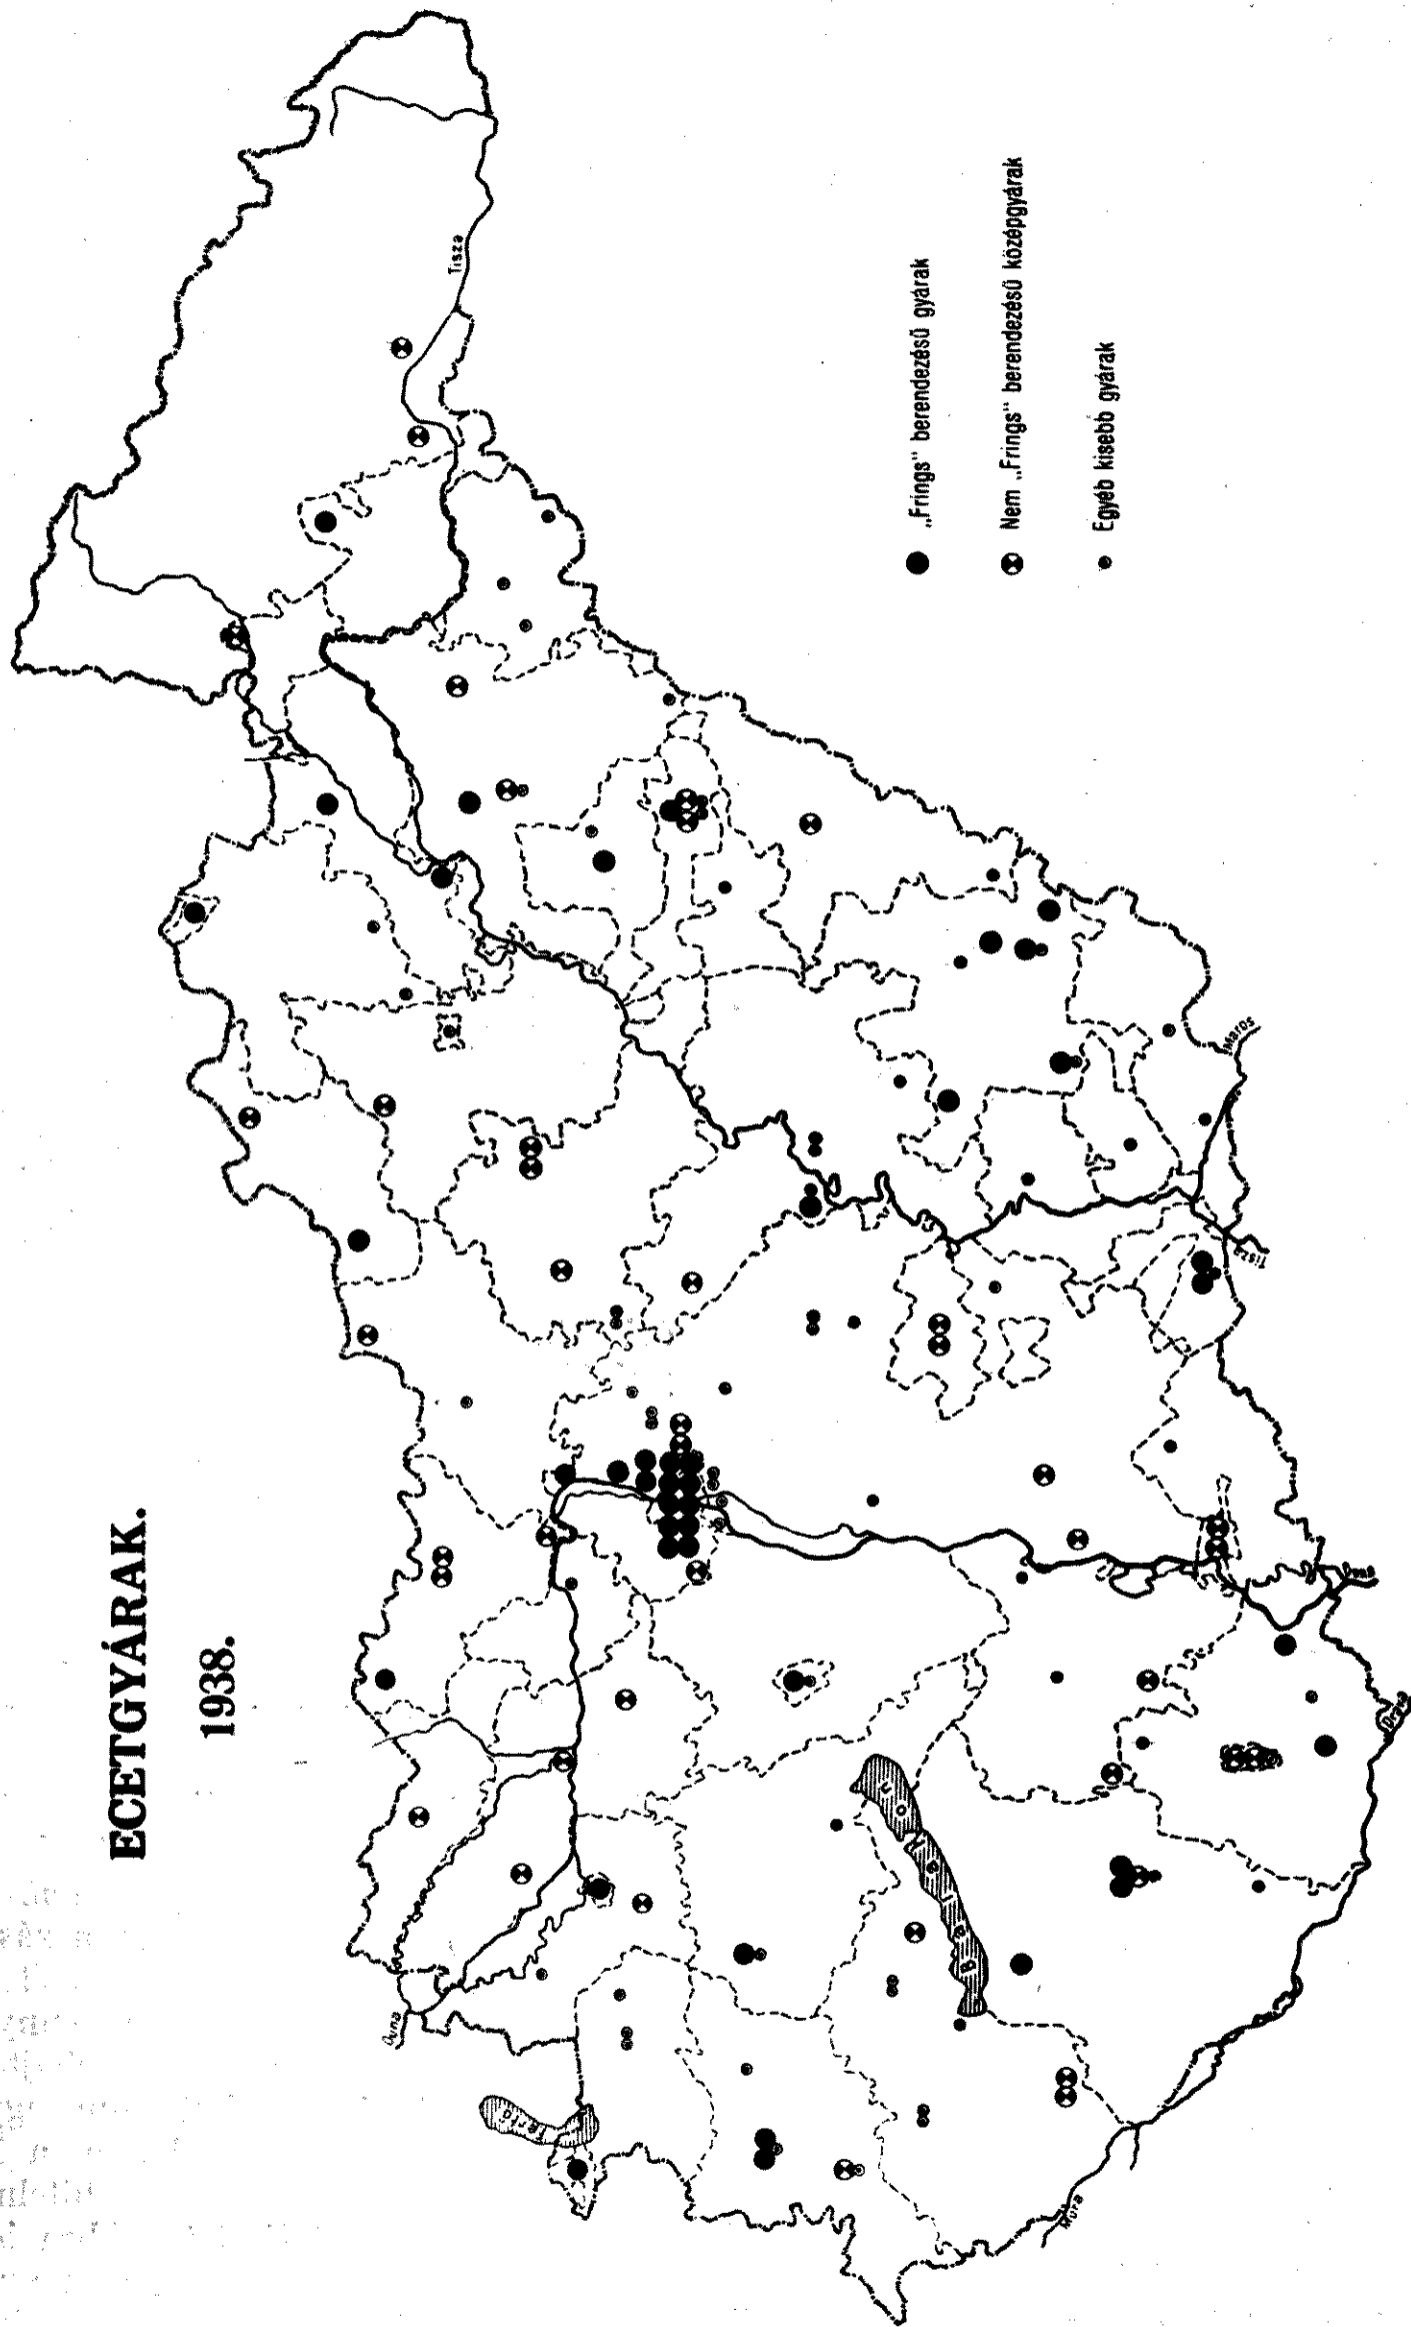 ECETGYÁRAK.
1938.
„Frings" berendezésű gyárak
Nem „Frings" berendezésű középgyárak
Egyéb kisebb gyárak
Tisza
Maros
Tisza
Duna
Dráva
Mura
Duna
Fertő
BALATON